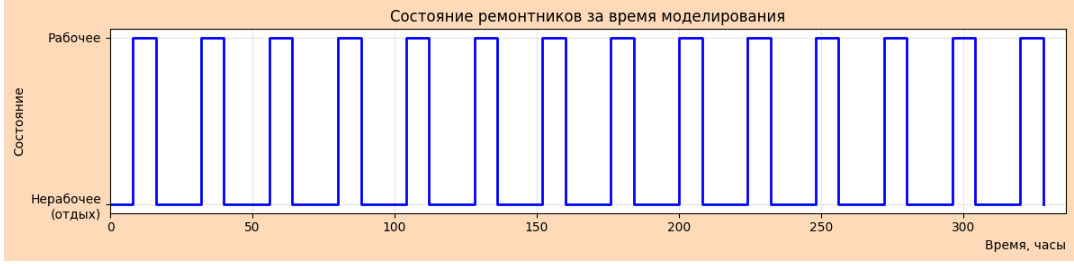 Состояние ремонтников за время моделирования
Рабочее
Состояние
Нерабочее
(отдых)
0 50 100 150 200 250 300
Время, часы